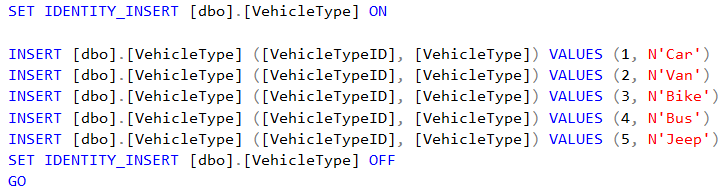 SET IDENTITY_INSERT [dbo].[VehicleType] ON
INSERT [dbo].[VehicleType] ([VehicleTypeID], [VehicleType]) VALUES (1, N'Car')
INSERT [dbo].[VehicleType] ([VehicleTypeID], [VehicleType]) VALUES (2, N'Van')
INSERT [dbo].[VehicleType] ([VehicleTypeID], [VehicleType]) VALUES (3, N'Bike')
INSERT [dbo].[VehicleType] ([VehicleTypeID], [VehicleType]) VALUES (4, N'Bus')
INSERT [dbo].[VehicleType] ([VehicleTypeID], [VehicleType]) VALUES (5, N'Jeep')
SET IDENTITY_INSERT [dbo].[VehicleType] OFF
GO